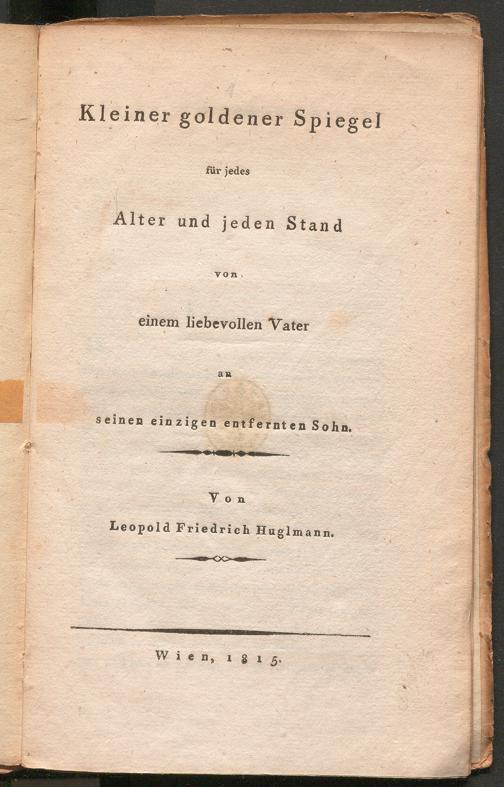 Kleiner goldener Spiegel
für jedes
Alter und jeden Stand
von
einem liebevollen Vater
an
seinen einzigen entfernten Sohn.
Von
Leopold Friedrich Huglmann.
Wien, 1815.